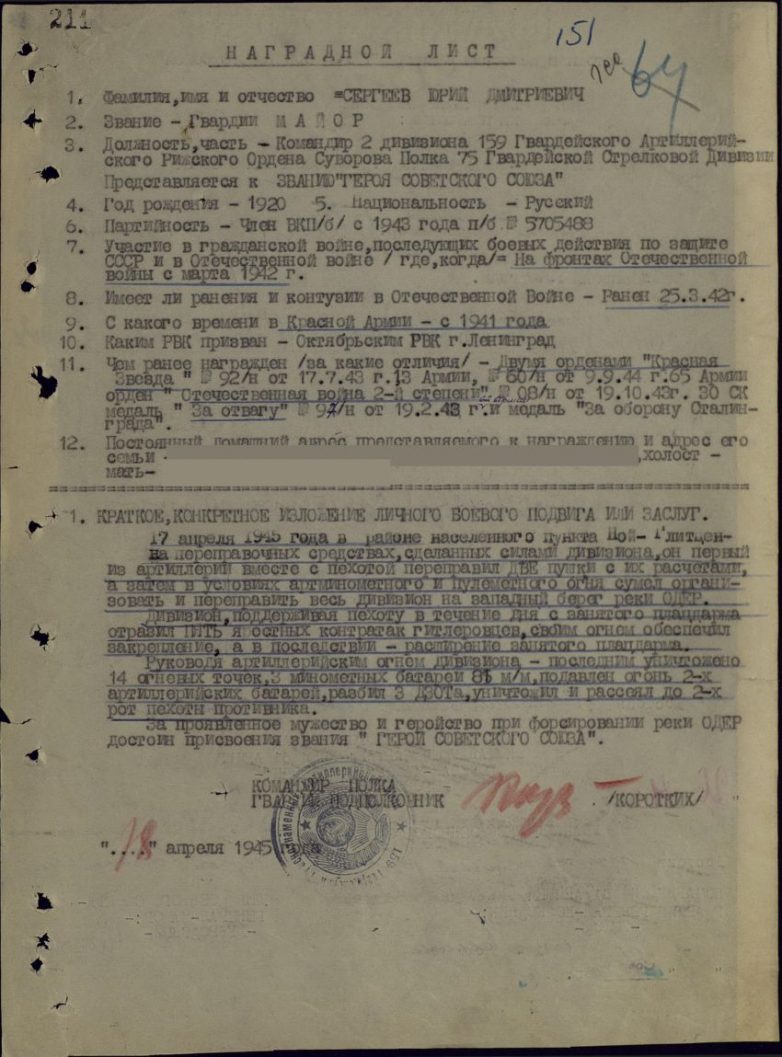 211
151
64
НАГРАДНОЙ ЛИСТ
1. Фамилия,имя и отчество =СЕРГЕЕВ ЮРИЙ ДМИТРИЕВИЧ
2. Звание - Гвардии МАЙОР
3. Должность,часть - Командир 2 дивизиона 159 Гвардейского Артиллерий-
ского Рижского Ордена Суворова Полка 75 Гвардейской Стрелковой Дивизии
Представляется к ЗВАНИЮ"ГЕРОЯ СОВЕТСКОГО СОЮЗА"
4. Год рождения - 1920 5. Национальность - Русский
6. Партийность - Член ВКП/б/ с 1943 года п/б № 5705488
7. Участие в гражданской войне,последующих боевых действия по защите
СССР и в Отечественной войне / где,когда/= На фронтах Отечественной
войны с марта 1942 г.
8. Имеет ли ранения и контузии в Отечественной Войне - Ранен 25.3.42г.
9. С какого времени в Красной Армии - с 1941 года
10. Каким РВК призван - Октябрьским РВК г.Ленинград
11. Чем ранее награжден /за какие отличия/ - Двумя орденами "Красная
Звезда " № 92/н от 17.7.43 г.13 Армии, № 60/н от 9.9.44 г.65 Армии
орден " Отечественная война 2-й степени" № 08/н от 19.10.43г. 30 СК
медаль " За отвагу" № 97/н от 19.2.43 г.и медаль "За оборону Сталин-
града".
12. Постоянный домашний адрес представляемого к награждению и адрес его
семьи ,холост -
мать-
1. КРАТКОЕ,КОНКРЕТНОЕ ИЗЛОЖЕНИЕ ЛИЧНОГО БОЕВОГО ПОДВИГА ИЛИ ЗАСЛУГ.
17 апреля 1945 года в районе населенного пункта Ной- Глитцен-
на переправочных средствах,сделанных силами дивизиона,он первый
из артиллерии вместе с пехотой переправил ДВЕ пушки с их расчетами,
а затем в условиях артминометного и пулеметного огня сумел органи-
зовать и переправить весь дивизион на западный берег реки ОДЕР.
Дивизион,поддерживая пехоту в течение дня с занятого плацдарма
отразил ПЯТЬ яростных контратак гитлеровцев,своим огнем обеспечил
закрепление, а в последствии - расширение занятого плацдарма.
Руководя артиллерийским огнем дивизиона - последним уничтожено
14 огневых точек,3 минометных батареи 81 м/м,подавлен огонь 2-х
артиллерийских батарей,разбил 3 ДЗОТа,уничтожил и рассеял до 2-х
рот пехоты противника.
За проявленное мужество и геройство при форсировании реки ОДЕР
достоин присвоения звания " ГЕРОЙ СОВЕТСКОГО СОЮЗА".
КОМАНДИР ПОЛКА
ГВАРДИИ ПОДПОЛКОВНИК /КОРОТКИХ/
"18" апреля 1945 года